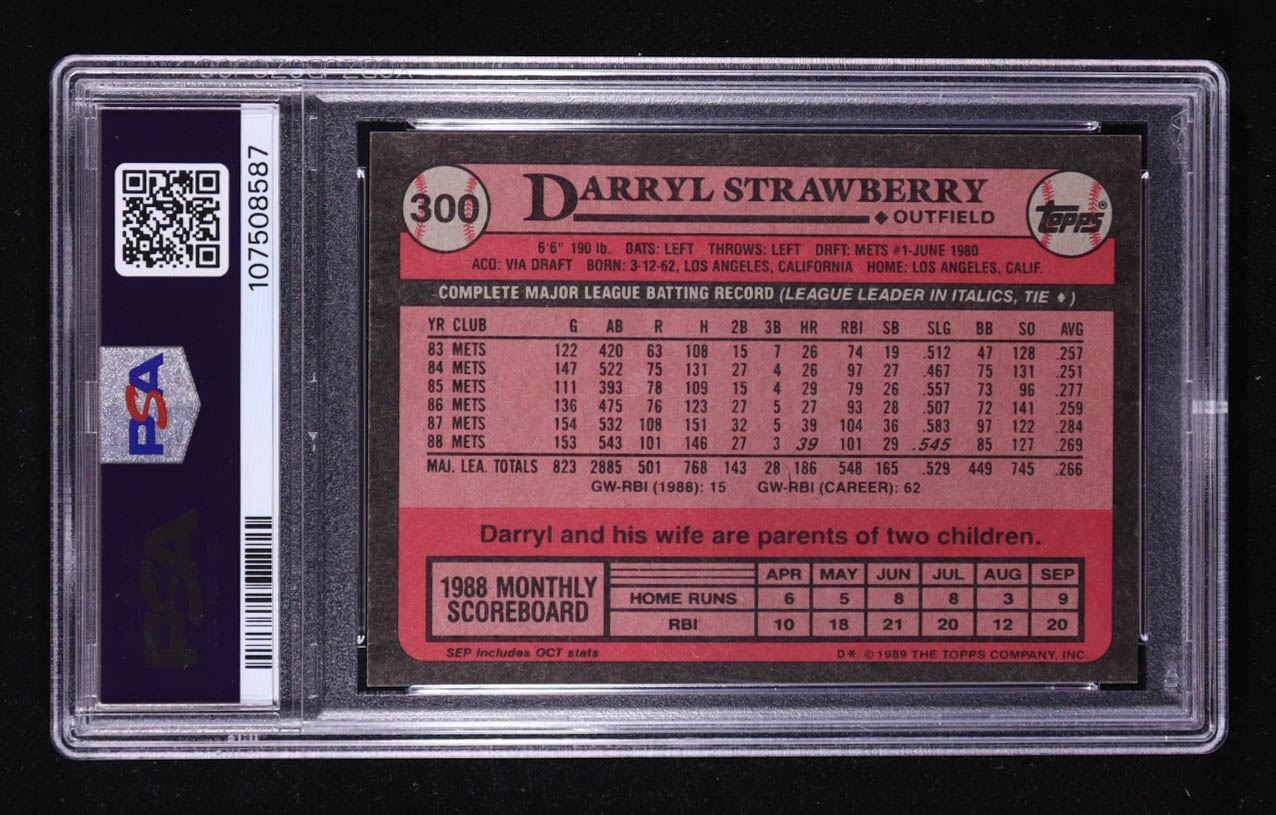 107508587
PSA
PSA
300
DARRYL STRAWBERRY
◆ OUTFIELD
Topps®
6'6" 190 lb. BATS: LEFT THROWS: LEFT DRFT: METS #1-JUNE 1980
ACQ: VIA DRAFT BORN: 3-12-62, LOS ANGELES, CALIFORNIA HOME: LOS ANGELES, CALIF.
COMPLETE MAJOR LEAGUE BATTING RECORD (LEAGUE LEADER IN ITALICS, TIE ♦)
YR CLUB G AB R H 2B 3B HR RBI SB SLG BB SO AVG
83 METS 122 420 63 108 15 7 26 74 19 .512 47 128 .257
84 METS 147 522 75 131 27 4 26 97 27 .467 75 131 .251
85 METS 111 393 78 109 15 4 29 79 26 .557 73 96 .277
86 METS 136 475 76 123 27 5 27 93 28 .507 72 141 .259
87 METS 154 532 108 151 32 5 39 104 36 .583 97 122 .284
88 METS 153 543 101 146 27 3 39 101 29 .545 85 127 .269
MAJ. LEA. TOTALS 823 2885 501 768 143 28 186 548 165 .529 449 745 .266
GW-RBI (1988): 15 GW-RBI (CAREER): 62
Darryl and his wife are parents of two children.
1988 MONTHLY
SCOREBOARD
APR MAY JUN JUL AUG SEP
HOME RUNS 6 5 8 8 3 9
RBI 10 18 21 20 12 20
SEP includes OCT stats
D* © 1989 THE TOPPS COMPANY, INC.